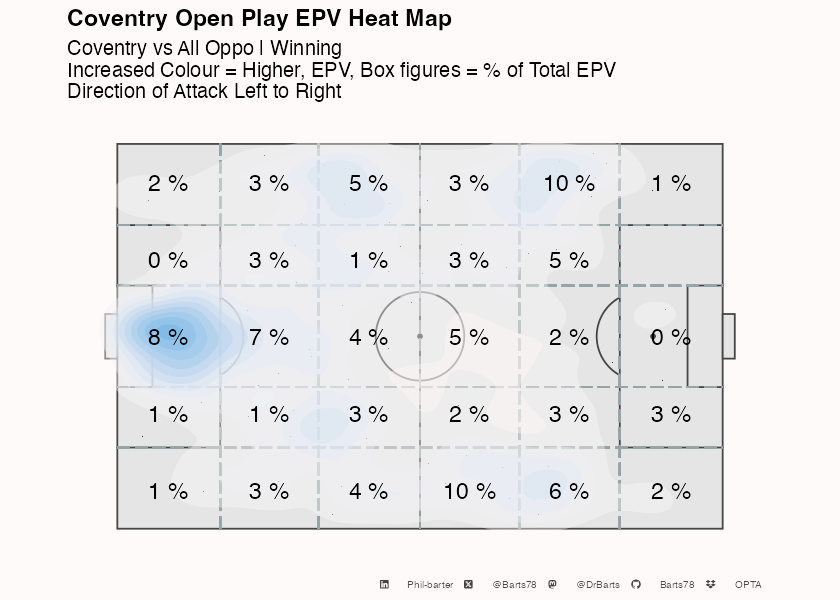 Coventry Open Play EPV Heat Map
Coventry vs All Oppo | Winning
Increased Colour = Higher, EPV, Box figures = % of Total EPV
Direction of Attack Left to Right
2 % 3 % 5 % 3 % 10 % 1 %
0 % 3 % 1 % 3 % 5 %
8 % 7 % 4 % 5 % 2 % 0 %
1 % 1 % 3 % 2 % 3 % 3 %
1 % 3 % 4 % 10 % 6 % 2 %
Phil-barter @Barts78 @DrBarts Barts78 OPTA